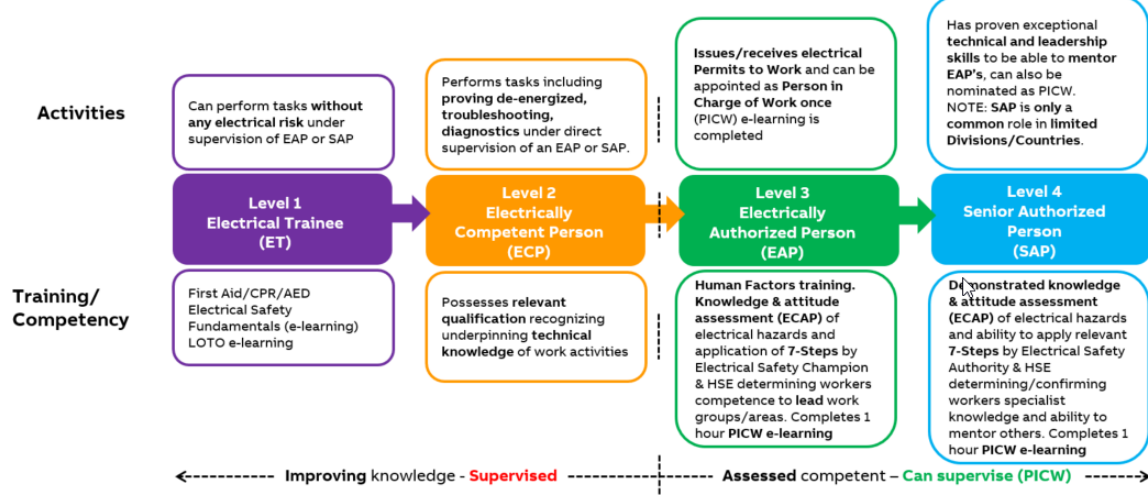 Activities
Can perform tasks without
any electrical risk under
supervision of EAP or SAP
Performs tasks including
proving de-energized,
troubleshooting,
diagnostics under direct
supervision of an EAP or SAP.
Issues/receives electrical
Permits to Work and can be
appointed as Person in
Charge of Work once
(PICW) e-learning is
completed
Has proven exceptional
technical and leadership
skills to be able to mentor
EAP's, can also be
nominated as PICW.
NOTE: SAP is only a
common role in limited
Divisions/Countries.
Level 1
Electrical Trainee
(ET)
Level 2
Electrically
Competent Person
(ECP)
Level 3
Electrically
Authorized Person
(EAP)
Level 4
Senior Authorized
Person
(SAP)
Training/
Competency
First Aid/CPR/AED
Electrical Safety
Fundamentals (e-learning)
LOTO e-learning
Possesses relevant
qualification recognizing
underpinning technical
knowledge of work activities
Human Factors training.
Knowledge & attitude
assessment (ECAP) of
electrical hazards and
application of 7-Steps by
Electrical Safety Champion
& HSE determining workers
competence to lead work
groups/areas. Completes 1
hour PICW e-learning
Demonstrated knowledge
& attitude assessment
(ECAP) of electrical hazards
and ability to apply relevant
7-Steps by Electrical Safety
Authority & HSE
determining/confirming
workers specialist
knowledge and ability to
mentor others. Completes 1
hour PICW e-learning
Improving knowledge - Supervised
Assessed competent – Can supervise (PICW)